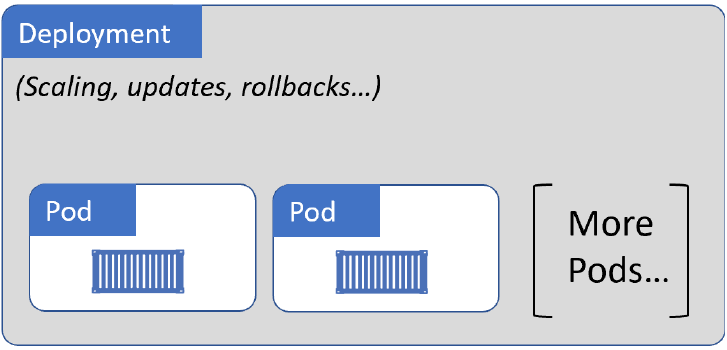 Deployment
(Scaling, updates, rollbacks…)
Pod
Pod
More
Pods…